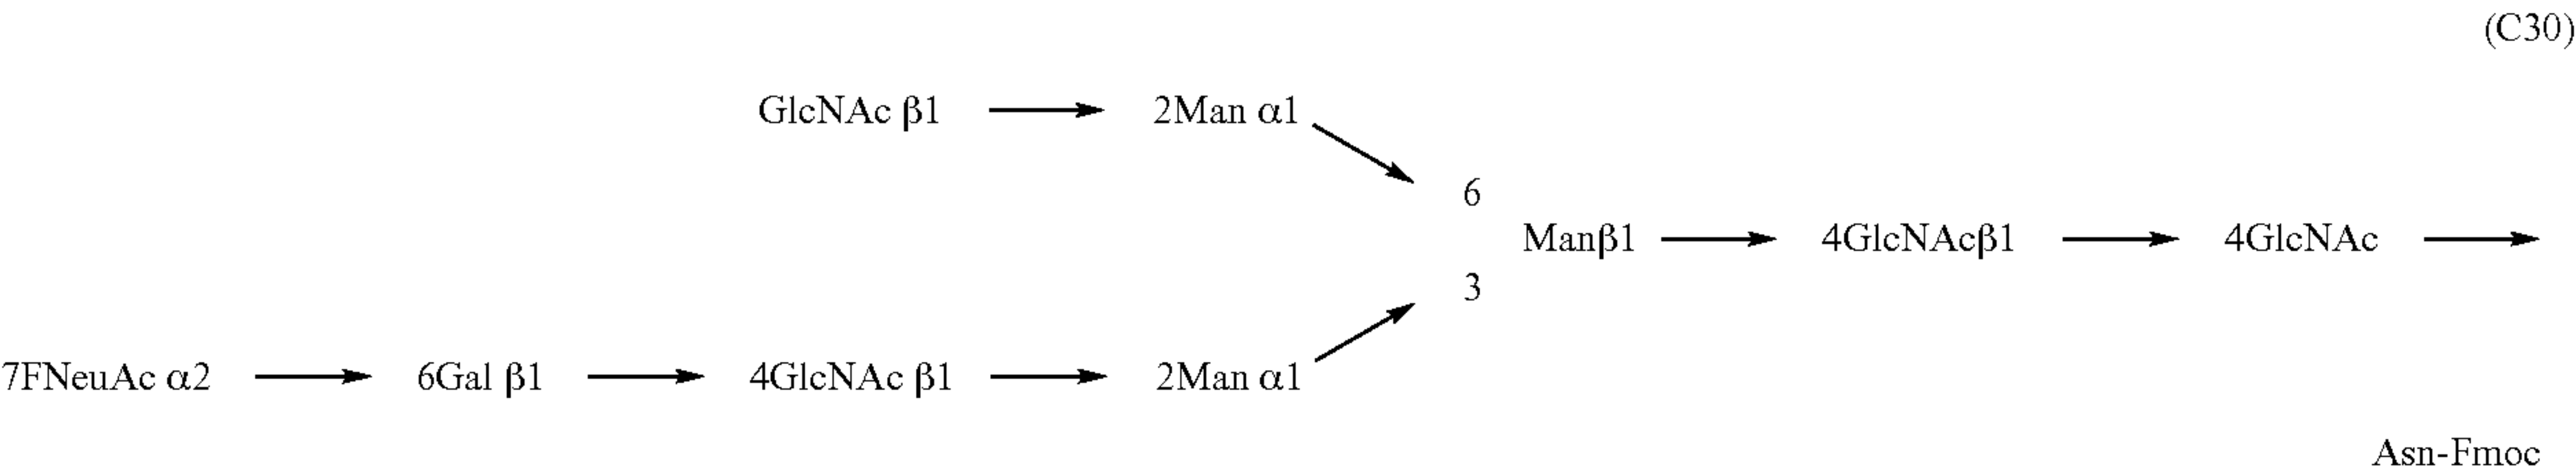 (C30)
GlcNAc β1 → 2Man α1
6
Manβ1 → 4GlcNAcβ1 → 4GlcNAc →
3
7FNeuAc α2 → 6Gal β1 → 4GlcNAc β1 → 2Man α1
Asn-Fmoc